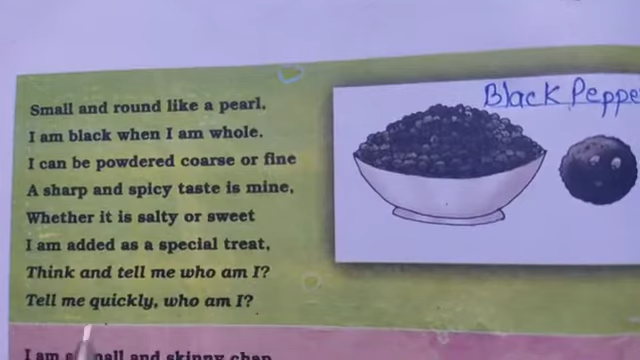 Small and round like a pearl,
I am black when I am whole.
I can be powdered coarse or fine
A sharp and spicy taste is mine,
Whether it is salty or sweet
I am added as a special treat,
Think and tell me who am I?
Tell me quickly, who am I?
Black Peppe
I am a small and skinny chap